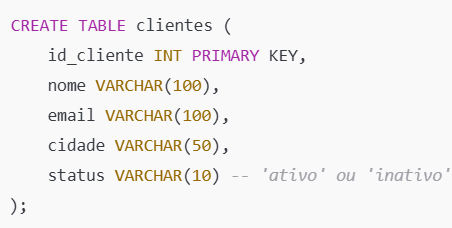 CREATE TABLE clientes (
    id_cliente INT PRIMARY KEY,
    nome VARCHAR(100),
    email VARCHAR(100),
    cidade VARCHAR(50),
    status VARCHAR(10) -- 'ativo' ou 'inativo'
);